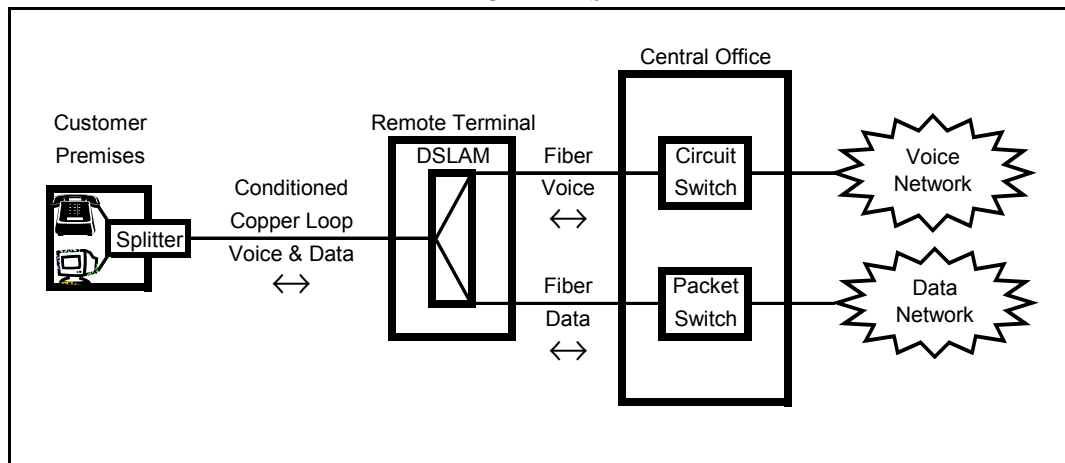 Central Office
Customer
Premises
Remote Terminal
DSLAM
Conditioned
Copper Loop
Voice & Data
Splitter
Fiber
Voice
Circuit
Switch
Voice
Network
Fiber
Data
Packet
Switch
Data
Network